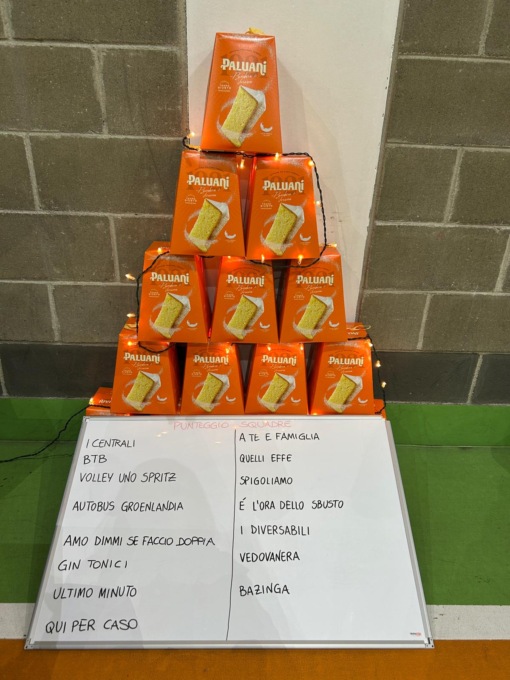 PALUANI
PALUANI
PALUANI
PALUANI
PALUANI
PALUANI
PALUANI
PALUANI
PALUANI
PALUANI
PUNTEGGIO SQUADRE
I CENTRALI
BTB
VOLLEY UNO SPRITZ
AUTOBUS GROENLANDIA
AMO DIMMI SE FACCIO DOPPIA
GIN TONICI
ULTIMO MINUTO
QUI PER CASO
A TE E FAMIGLIA
QUELLI EFFE
SPIGOLIAMO
É L'ORA DELLO SBUSTO
I DIVERSABILI
VEDOVANERA
BAZINGA